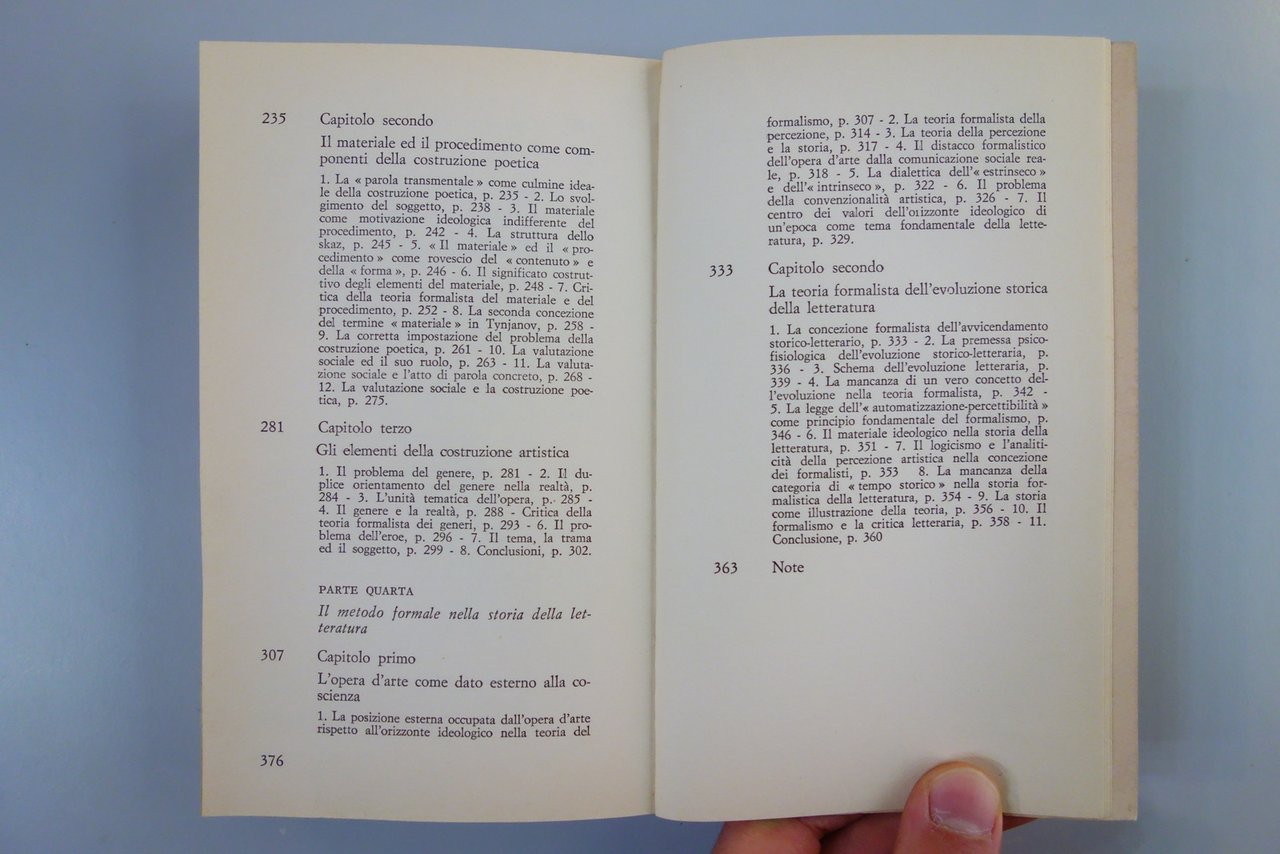 235 Capitolo secondo
Il materiale ed il procedimento come com-
ponenti della costruzione poetica
1. La « parola transmentale » come culmine idea-
le della costruzione poetica, p. 235 - 2. Lo svol-
gimento del soggetto, p. 238 - 3. Il materiale
come motivazione ideologica indifferente del
procedimento, p. 242 - 4. La struttura dello
skaz, p. 245 - 5. « Il materiale » ed il « pro-
cedimento » come rovescio del « contenuto » e
della « forma », p. 246 - 6. Il significato costrut-
tivo degli elementi del materiale, p. 248 - 7. Cri-
tica della teoria formalista del materiale e del
procedimento, p. 252 - 8. La seconda concezione
del termine « materiale » in Tynjanov, p. 258 -
9. La corretta impostazione del problema della
costruzione poetica, p. 261 - 10. La valutazione
sociale ed il suo ruolo, p. 263 - 11. La valuta-
zione sociale e l'atto di parola concreto, p. 268 -
12. La valutazione sociale e la costruzione poe-
tica, p. 275.
281 Capitolo terzo
Gli elementi della costruzione artistica
1. Il problema del genere, p. 281 - 2. Il du-
plice orientamento del genere nella realtà, p.
284 - 3. L'unità tematica dell'opera, p. 285 -
4. Il genere e la realtà, p. 288 - Critica della
teoria formalista dei generi, p. 293 - 6. Il pro-
blema dell'eroe, p. 296 - 7. Il tema, la trama
ed il soggetto, p. 299 - 8. Conclusioni, p. 302.
PARTE QUARTA
Il metodo formale nella storia della let-
teratura
307 Capitolo primo
L'opera d'arte come dato esterno alla co-
scienza
1. La posizione esterna occupata dall'opera d'arte
rispetto all'orizzonte ideologico nella teoria del
376
formalismo, p. 307 - 2. La teoria formalista della
percezione, p. 314 - 3. La teoria della percezione
e la storia, p. 317 - 4. Il distacco formalistico
dell'opera d'arte dalla comunicazione sociale rea-
le, p. 318 - 5. La dialettica dell'« estrinseco »
e dell'« intrinseco », p. 322 - 6. Il problema
della convenzionalità artistica, p. 326 - 7. Il
centro dei valori dell'orizzonte ideologico di
un'epoca come tema fondamentale della lette-
ratura, p. 329.
333 Capitolo secondo
La teoria formalista dell'evoluzione storica
della letteratura
1. La concezione formalista dell'avvicendamento
storico-letterario, p. 333 - 2. La premessa psico-
fisiologica dell'evoluzione storico-letteraria, p.
336 - 3. Schema dell'evoluzione letteraria, p.
339 - 4. La mancanza di un vero concetto del-
l'evoluzione nella teoria formalista, p. 342 -
5. La legge dell'« automatizzazione-percettibilità »
come principio fondamentale del formalismo, p.
346 - 6. Il materiale ideologico nella storia della
letteratura, p. 351 - 7. Il logicismo e l'analiti-
cità della percezione artistica nella concezione
dei formalisti, p. 353 8. La mancanza della
categoria di « tempo storico » nella storia for-
malistica della letteratura, p. 354 - 9. La storia
come illustrazione della teoria, p. 356 - 10. Il
formalismo e la critica letteraria, p. 358 - 11.
Conclusione, p. 360
363 Note